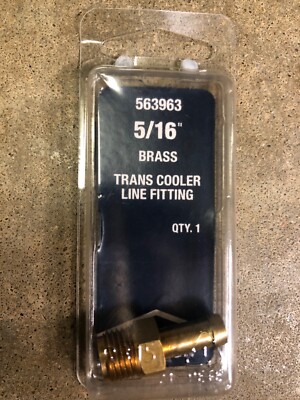 563963
5/16"
BRASS
TRANS COOLER
LINE FITTING
QTY. 1